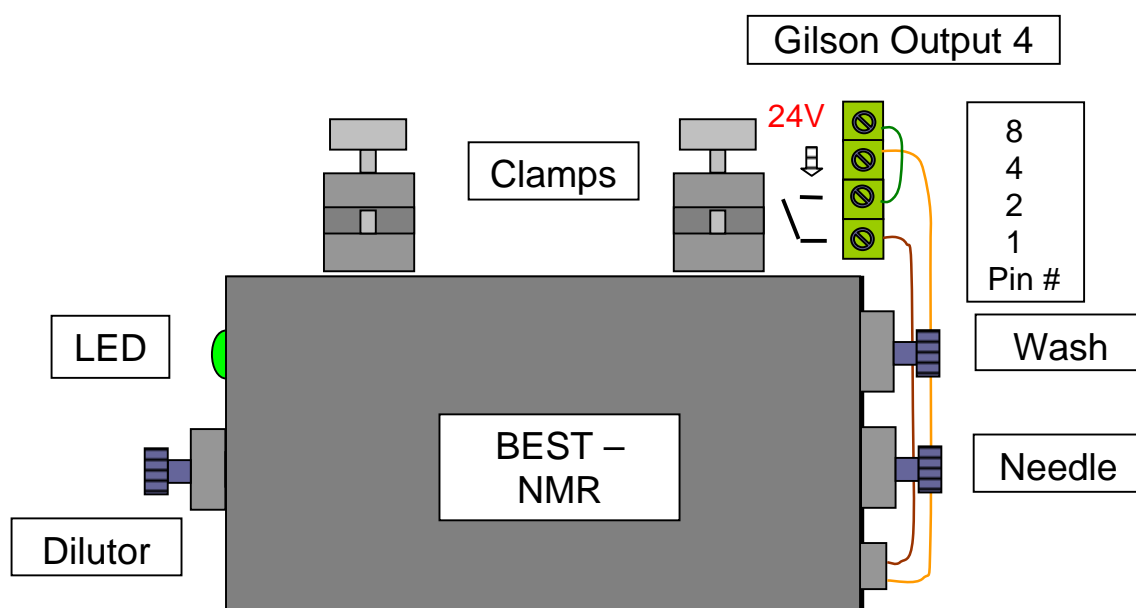 Gilson Output 4
24V
8
4
2
1
Pin #
Clamps
LED
Wash
BEST –
NMR
Needle
Dilutor